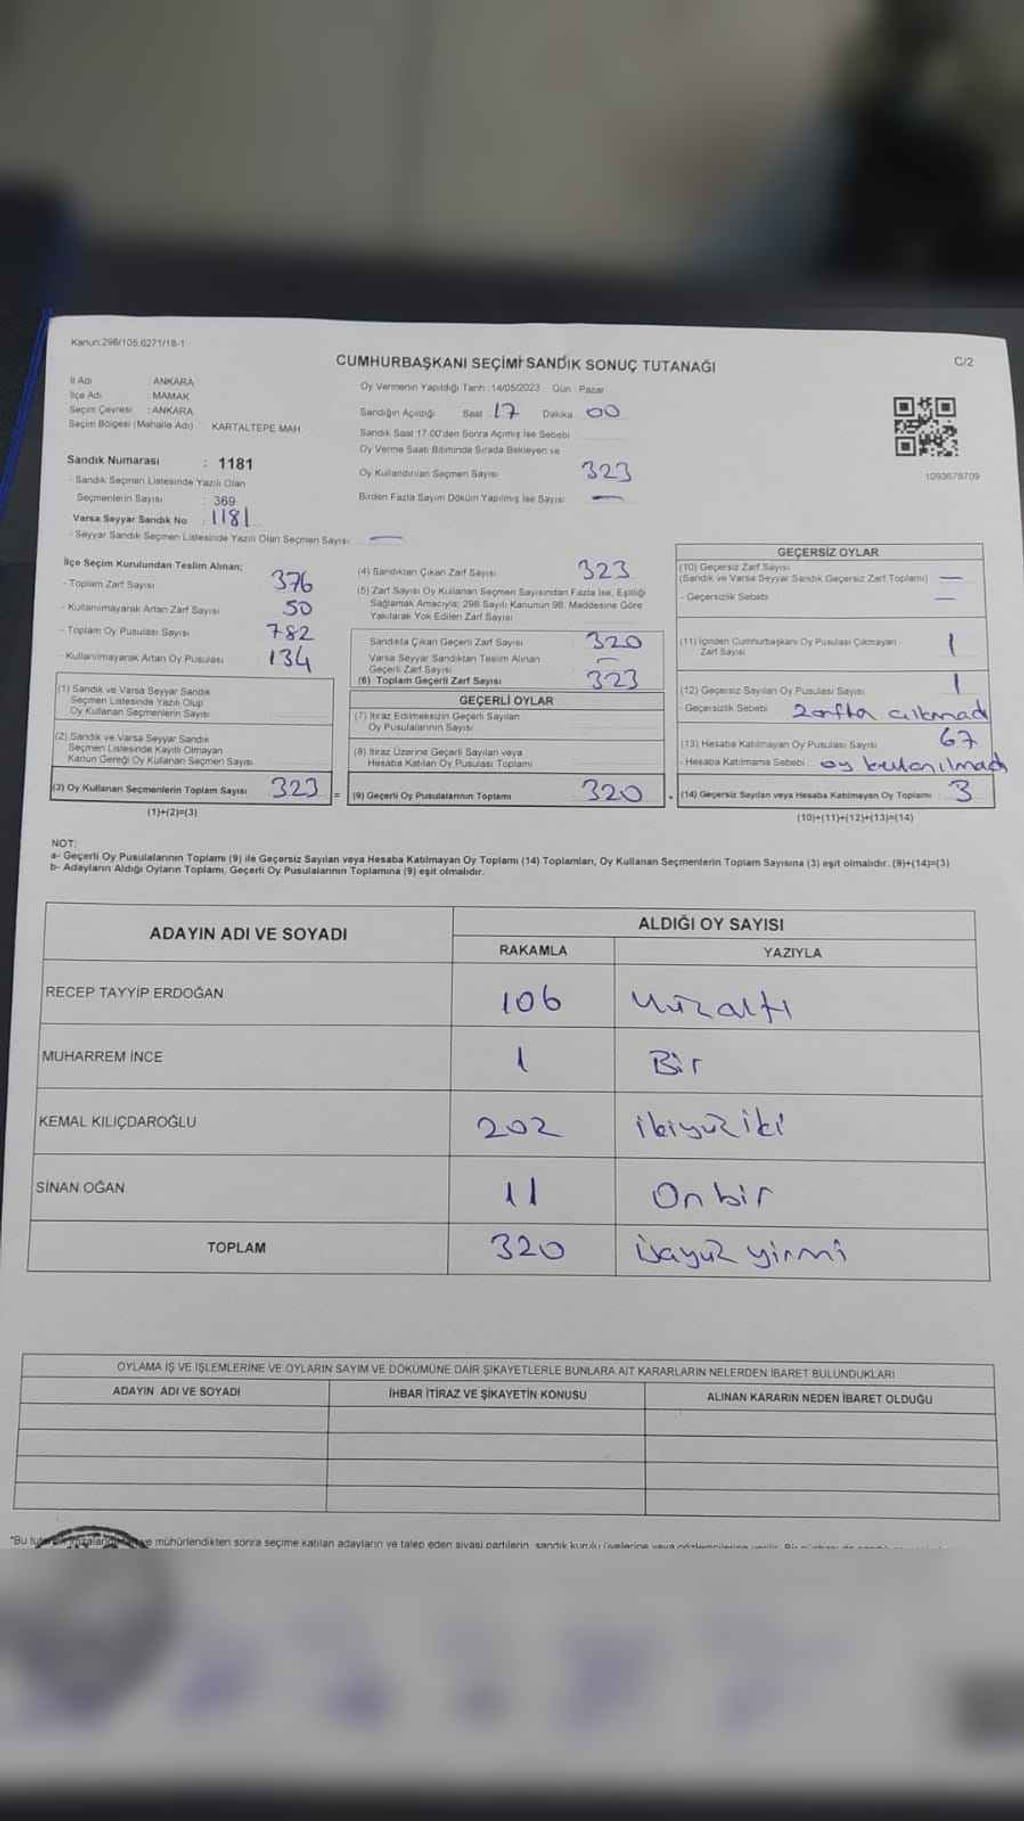 Kanun:298/105.6271/18-1
CUMHURBAŞKANI SEÇİMİ SANDIK SONUÇ TUTANAĞI
C/2
İl Adı : ANKARA
İlçe Adı : MAMAK
Seçim Çevresi : ANKARA
Seçim Bölgesi (Mahalle Adı) : KARTALTEPE MAH.
Sandık Numarası : 1181
- Sandık Seçmen Listesinde Yazılı Olan
Seçmenlerin Sayısı : 369
Varsa Seyyar Sandık No : 1181
- Seyyar Sandık Seçmen Listesinde Yazılı Olan Seçmen Sayısı: —
Oy Vermenin Yapıldığı Tarih : 14/05/2023 Gün : Pazar
Sandığın Açıldığı Saat 17 Dakika 00
Sandık Saat 17:00'den Sonra Açılmış İse Sebebi
Oy Verme Saati Bitiminde Sırada Bekleyen ve
Oy Kullandırılan Seçmen Sayısı 323
Birden Fazla Sayım Döküm Yapılmış İse Sayısı —
1093678709
İlçe Seçim Kurulundan Teslim Alınan;
- Toplam Zarf Sayısı 376
- Kullanılmayarak Artan Zarf Sayısı 50
- Toplam Oy Pusulası Sayısı 782
- Kullanılmayarak Artan Oy Pusulası 134
(1) Sandık ve Varsa Seyyar Sandık
Seçmen Listesinde Yazılı Olup
Oy Kullanan Seçmenlerin Sayısı
(2) Sandık ve Varsa Seyyar Sandık
Seçmen Listesinde Kayıtlı Olmayan
Kanun Gereği Oy Kullanan Seçmen Sayısı
(3) Oy Kullanan Seçmenlerin Toplam Sayısı 323 =
(1)+(2)=(3)
(4) Sandıktan Çıkan Zarf Sayısı 323
(5) Zarf Sayısı Oy Kullanan Seçmen Sayısından Fazla İse, Eşitliği
Sağlamak Amacıyla; 298 Sayılı Kanunun 98. Maddesine Göre
Yakılarak Yok Edilen Zarf Sayısı
Sandıkta Çıkan Geçerli Zarf Sayısı 320
Varsa Seyyar Sandıktan Teslim Alınan
Geçerli Zarf Sayısı —
(6) Toplam Geçerli Zarf Sayısı 323
GEÇERLİ OYLAR
(7) İtiraz Edilmeksizin Geçerli Sayılan
Oy Pusulalarının Sayısı
(8) İtiraz Üzerine Geçerli Sayılan veya
Hesaba Katılan Oy Pusulası Toplamı
(9) Geçerli Oy Pusulalarının Toplamı 320
GEÇERSİZ OYLAR
(10) Geçersiz Zarf Sayısı
(Sandık ve Varsa Seyyar Sandık Geçersiz Zarf Toplamı) —
- Geçersizlik Sebebi —
(11) İçinden Cumhurbaşkanı Oy Pusulası Çıkmayan
Zarf Sayısı 1
(12) Geçersiz Sayılan Oy Pusulası Sayısı 1
- Geçersizlik Sebebi
(13) Hesaba Katılmayan Oy Pusulası Sayısı 67
- Hesaba Katılmama Sebebi : oy kullanılmadı
(14) Geçersiz Sayılan veya Hesaba Katılmayan Oy Toplamı 3
(10)+(11)+(12)+(13)=(14)
NOT:
a- Geçerli Oy Pusulalarının Toplamı (9) ile Geçersiz Sayılan veya Hesaba Katılmayan Oy Toplamı (14) Toplamları, Oy Kullanan Seçmenlerin Toplam Sayısına (3) eşit olmalıdır. (9)+(14)=(3)
b- Adayların Aldığı Oyların Toplamı, Geçerli Oy Pusulalarının Toplamına (9) eşit olmalıdır.
ADAYIN ADI VE SOYADI
ALDIĞI OY SAYISI
RAKAMLA YAZIYLA
RECEP TAYYİP ERDOĞAN 106 Yüzaltı
MUHARREM İNCE 1 Bir
KEMAL KILIÇDAROĞLU 202 ikiyüziki
SİNAN OĞAN 11 On bir
TOPLAM 320 üçyüz yirmi
OYLAMA İŞ VE İŞLEMLERİNE VE OYLARIN SAYIM VE DÖKÜMÜNE DAİR ŞİKAYETLERLE BUNLARA AİT KARARLARIN NELERDEN İBARET BULUNDUKLARI
ADAYIN ADI VE SOYADI
İHBAR İTİRAZ VE ŞİKAYETİN KONUSU
ALINAN KARARIN NEDEN İBARET OLDUĞU
*Bu ve mühürlendikten sonra seçime katılan adayların ve talep eden siyasi partilerin, sandık kurulu